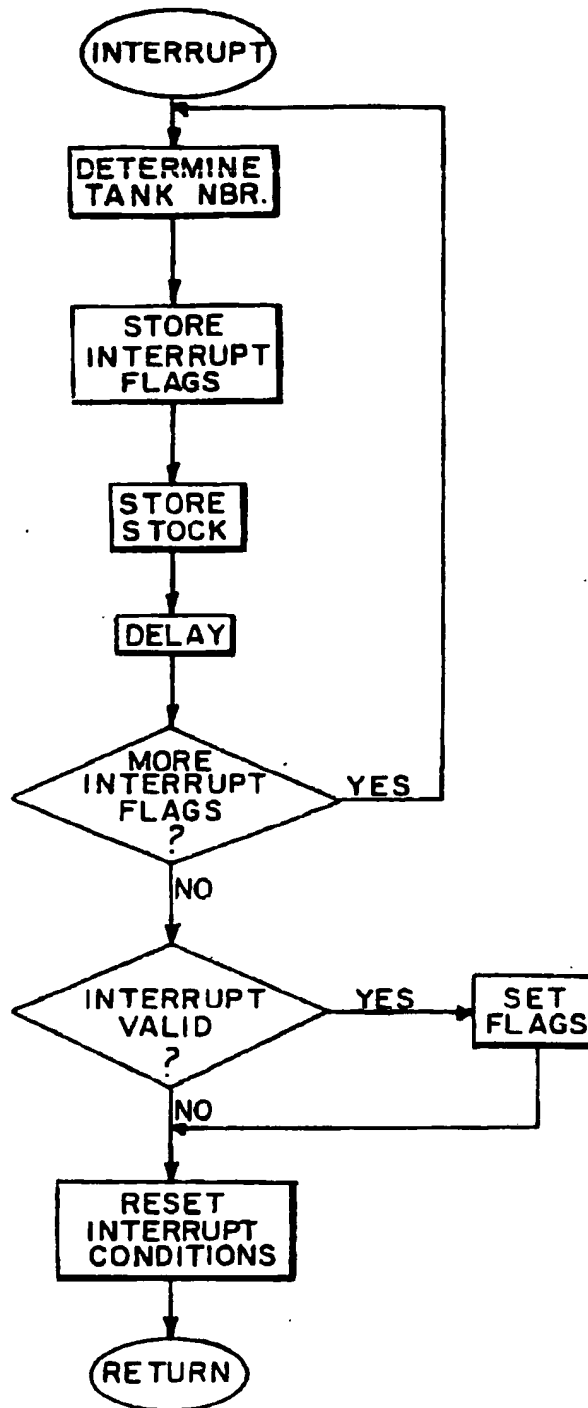 INTERRUPT
DETERMINE
TANK NBR.
STORE
INTERRUPT
FLAGS
STORE
STOCK
DELAY
MORE
INTERRUPT
FLAGS
?
YES
NO
INTERRUPT
VALID
?
YES
SET
FLAGS
NO
RESET
INTERRUPT
CONDITIONS
RETURN